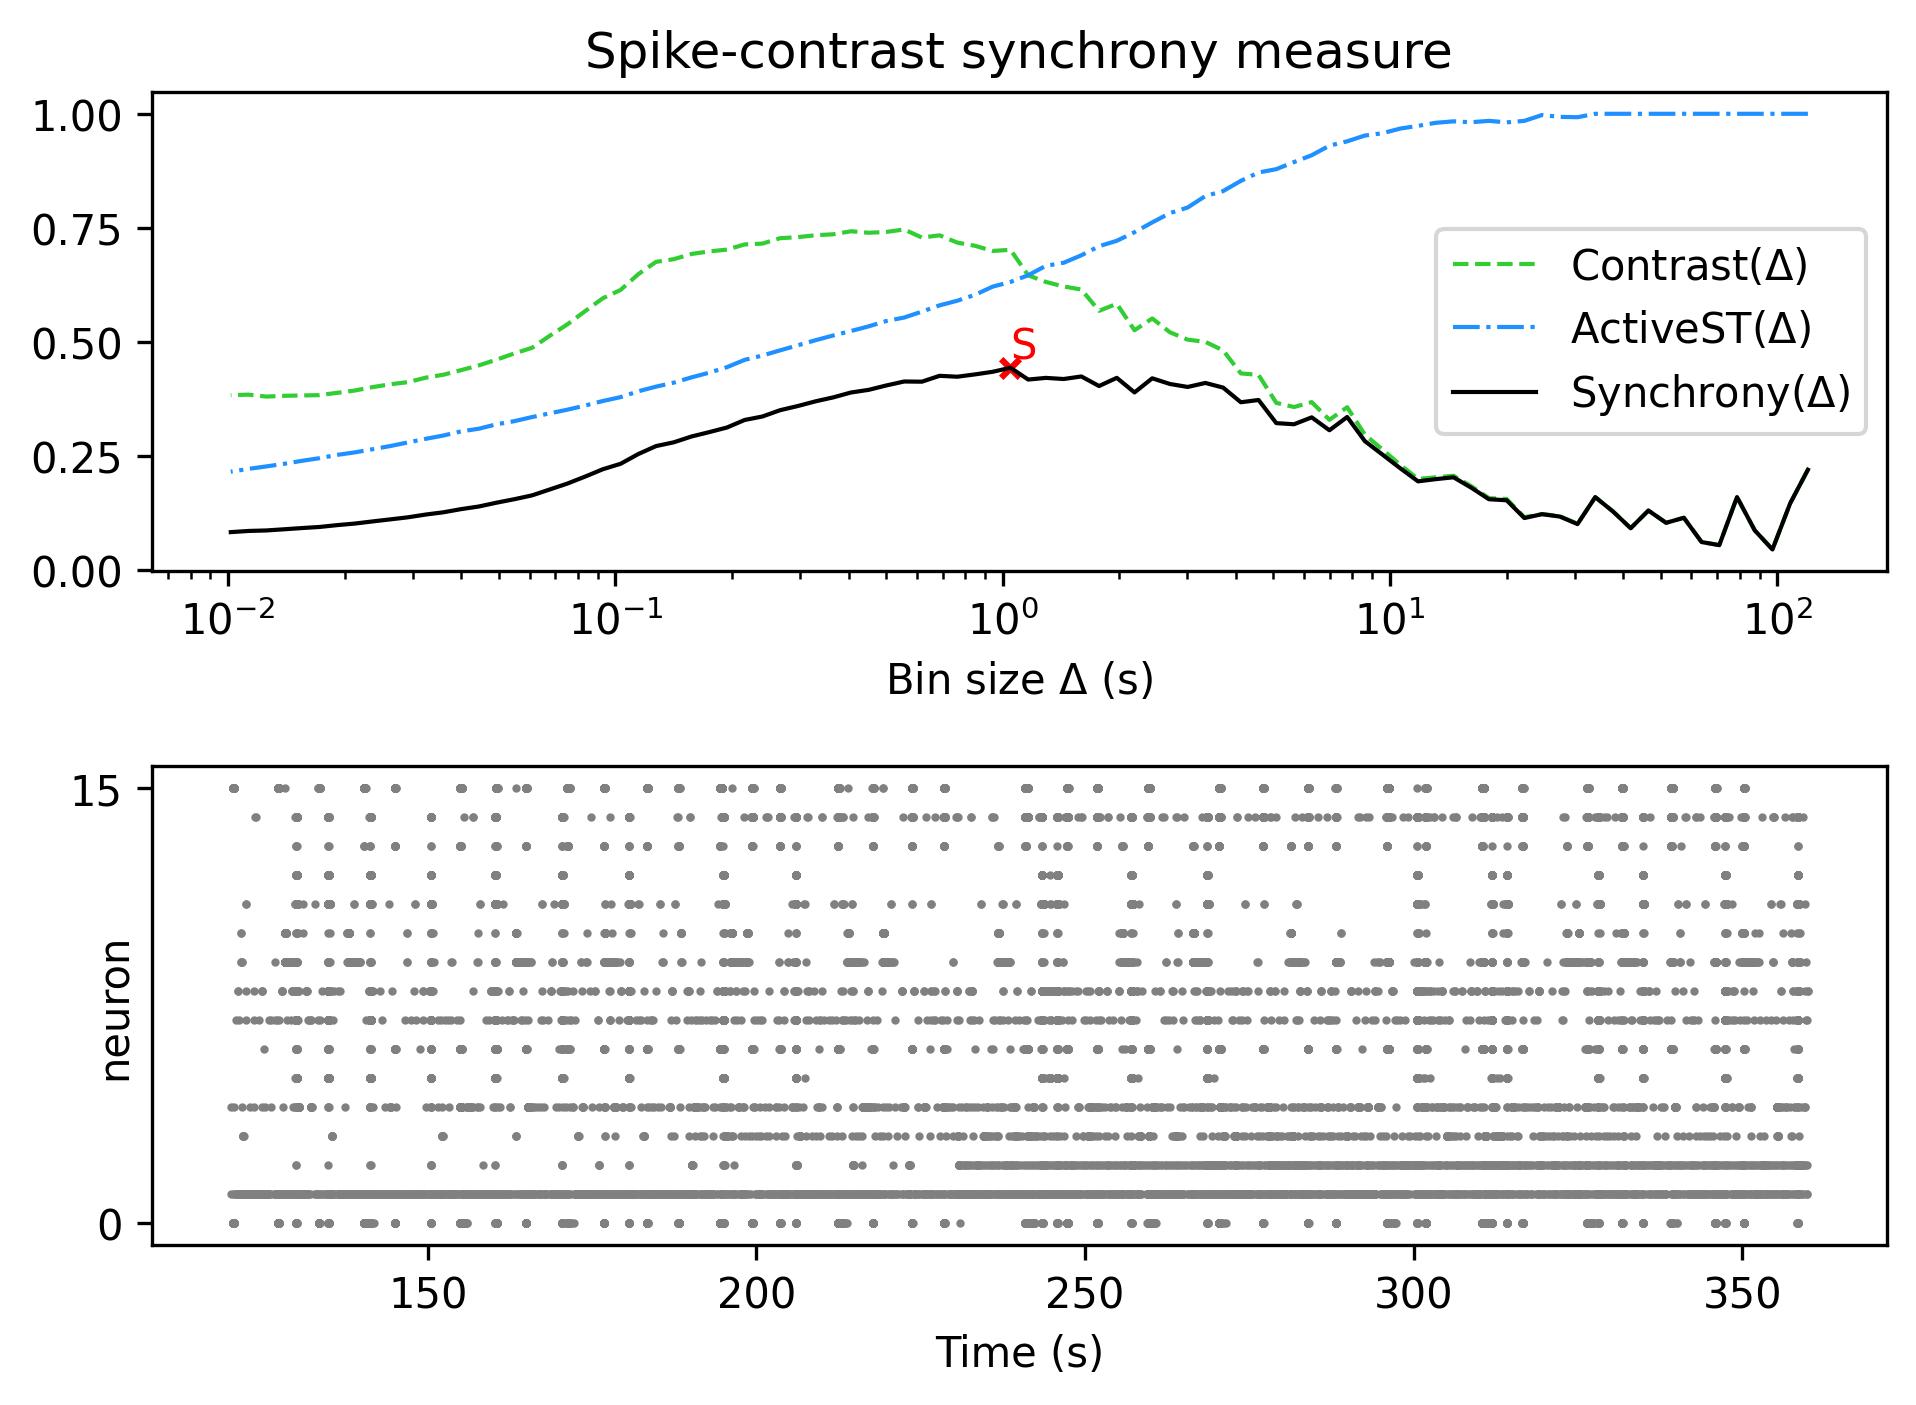 Spike-contrast synchrony measure
1.00
0.75
0.50
0.25
0.00
S
Contrast(Δ)
ActiveST(Δ)
Synchrony(Δ)
10⁻² 10⁻¹ 10⁰ 10¹ 10²
Bin size Δ (s)
15
neuron
0
150 200 250 300 350
Time (s)